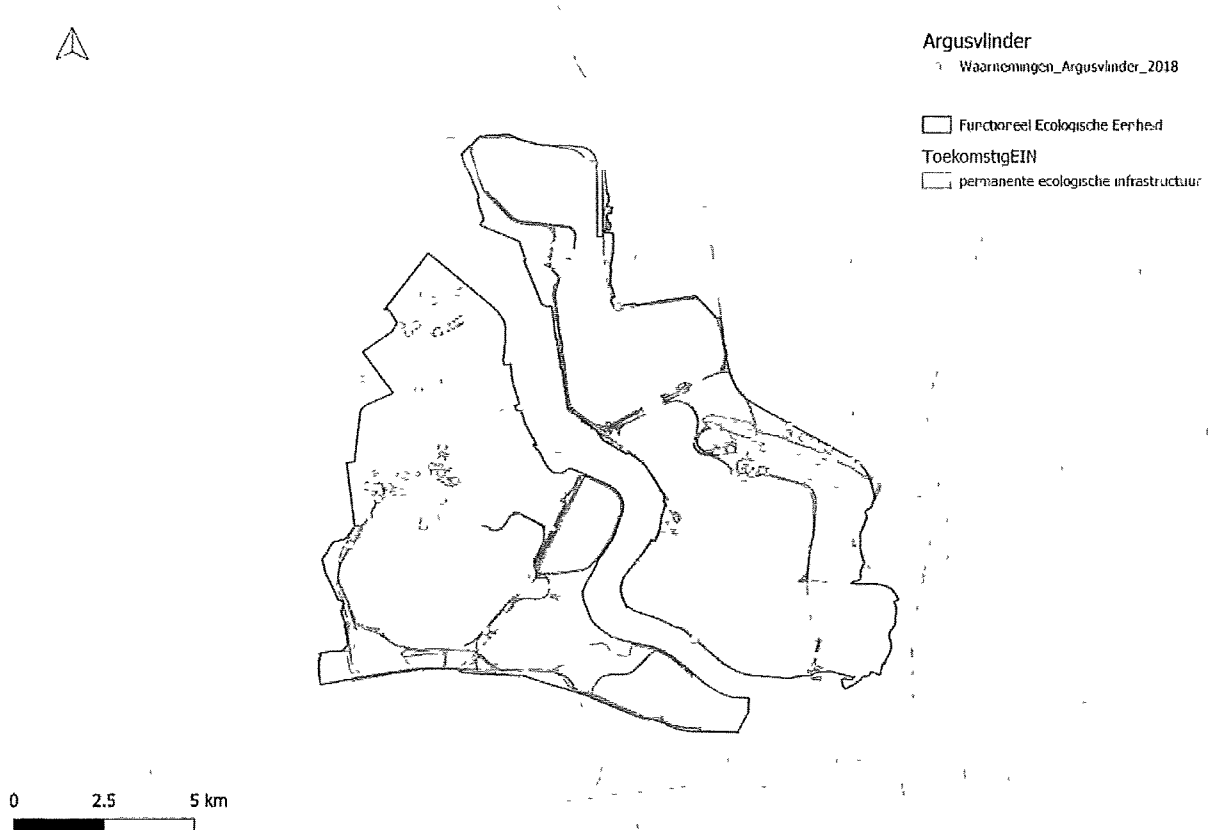 Argusvlinder
Waarnemingen_Argusvlinder_2018
Functioneel Ecologische Eenheid
ToekomstigEIN
permanente ecologische infrastructuur
0 2.5 5 km